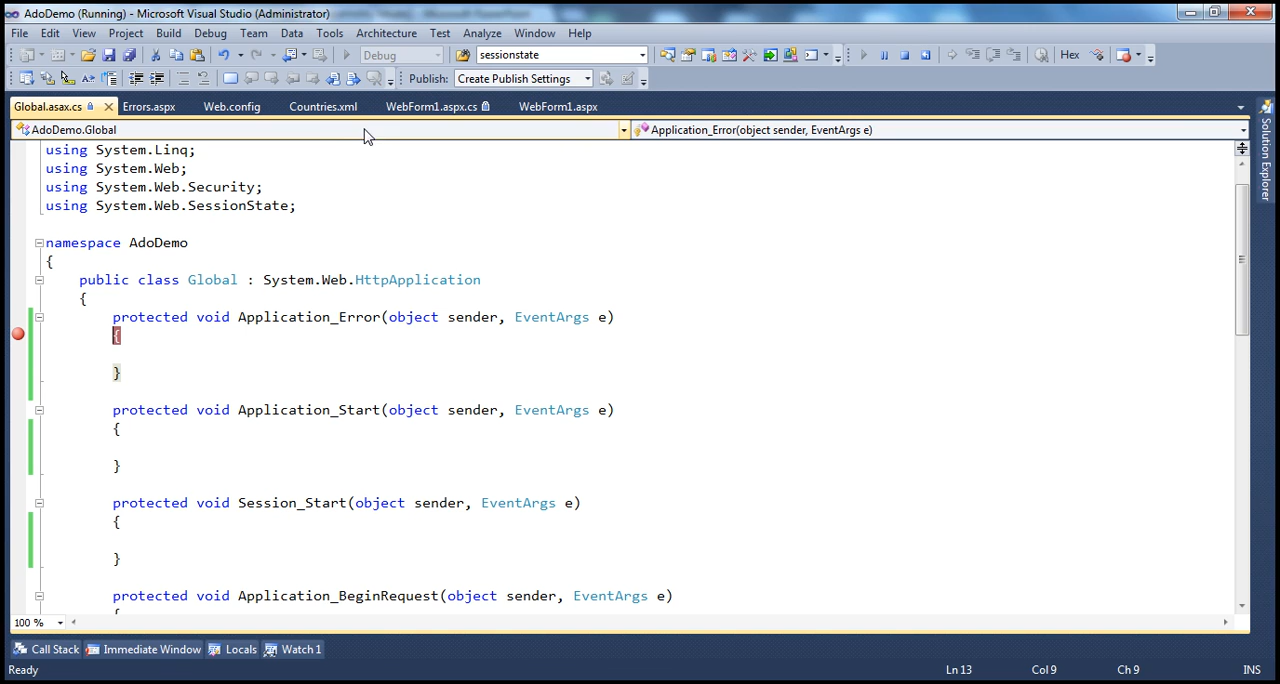 AdoDemo (Running) - Microsoft Visual Studio (Administrator)
File Edit View Project Build Debug Team Data Tools Architecture Test Analyze Window Help
Debug sessionstate Hex
Publish: Create Publish Settings
Global.asax.cs Errors.aspx Web.config Countries.xml WebForm1.aspx.cs WebForm1.aspx
AdoDemo.Global Application_Error(object sender, EventArgs e)
Solution Explorer
using System.Linq;
using System.Web;
using System.Web.Security;
using System.Web.SessionState;
namespace AdoDemo
{
public class Global : System.Web.HttpApplication
{
protected void Application_Error(object sender, EventArgs e)
{
}
protected void Application_Start(object sender, EventArgs e)
{
}
protected void Session_Start(object sender, EventArgs e)
{
}
protected void Application_BeginRequest(object sender, EventArgs e)
{
100 %
Call Stack Immediate Window Locals Watch 1
Ready Ln 13 Col 9 Ch 9 INS